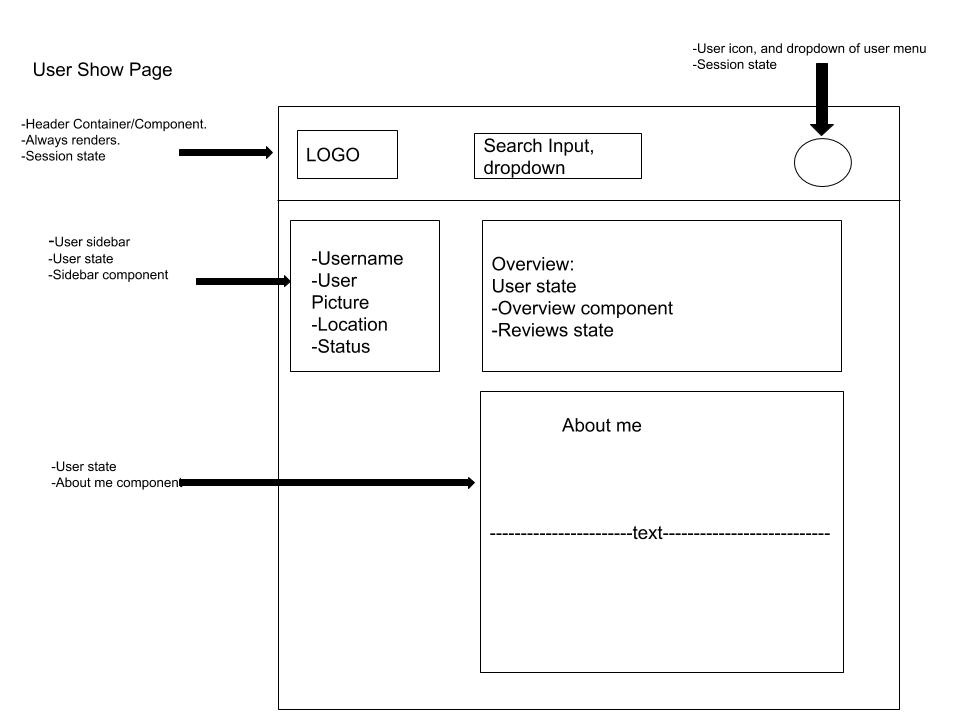 -User icon, and dropdown of user menu
-Session state
User Show Page
-Header Container/Component.
-Always renders.
-Session state
LOGO
Search Input,
dropdown
-User sidebar
-User state
-Sidebar component
-Username
-User
Picture
-Location
-Status
Overview:
User state
-Overview component
-Reviews state
About me
-User state
-About me component
-----------------------text---------------------------